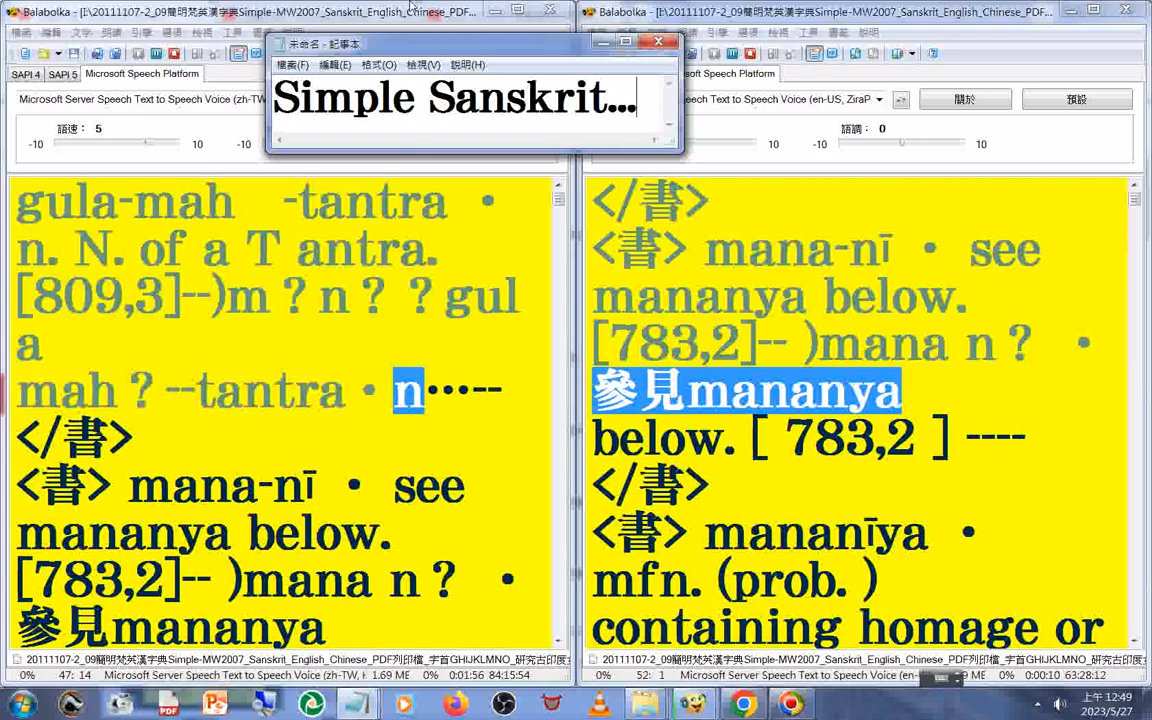 Balabolka - [I:\20111107-2_09簡明梵英漢字典Simple-MW2007_Sanskrit_English_Chinese_PDF...
Balabolka - [I:\20111107-2_09簡明梵英漢字典Simple-MW2007_Sanskrit_English_Chinese_PDF...
未命名 - 記事本
檔案(F) 編輯(E) 格式(O) 檢視(V) 說明(H)
Simple Sanskrit...
SAPI 4 SAPI 5 Microsoft Speech Platform
Speech Platform
Microsoft Server Speech Text to Speech Voice (zh-TW
ech Text to Speech Voice (en-US, ZiraP
關於
預設
語速： 5
語調： 0
-10 10 -10
10 -10 10
gula-mah -tantra •
n. N. of a T antra.
[809,3]--)m ? n ? ? gul
a
mah ? --tantra • n•••--
</書>
<書> mana-nī • see
mananya below.
[783,2]-- )mana n ? •
參見mananya
</書>
<書> mana-nī • see
mananya below.
[783,2]-- )mana n ? •
參見mananya
below. [ 783,2 ] ----
</書>
<書> mananīya •
mfn. (prob. )
containing homage or
20111107-2_09簡明梵英漢字典Simple-MW2007_Sanskrit_English_Chinese_PDF列印檔_字首GHIJKLMNO_研究古印度
20111107-2_09簡明梵英漢字典Simple-MW2007_Sanskrit_English_Chinese_PDF列印檔_字首GHIJKLMNO_研究古印度
0% 47: 14 Microsoft Server Speech Text to Speech Voice (zh-TW, 1.69 ME 0% 0:01:56 84:15:54
0% 52: 1 Microsoft Server Speech Text to Speech Voice 0% 0:00:10 63:28:12
上午 12:49
2023/5/27